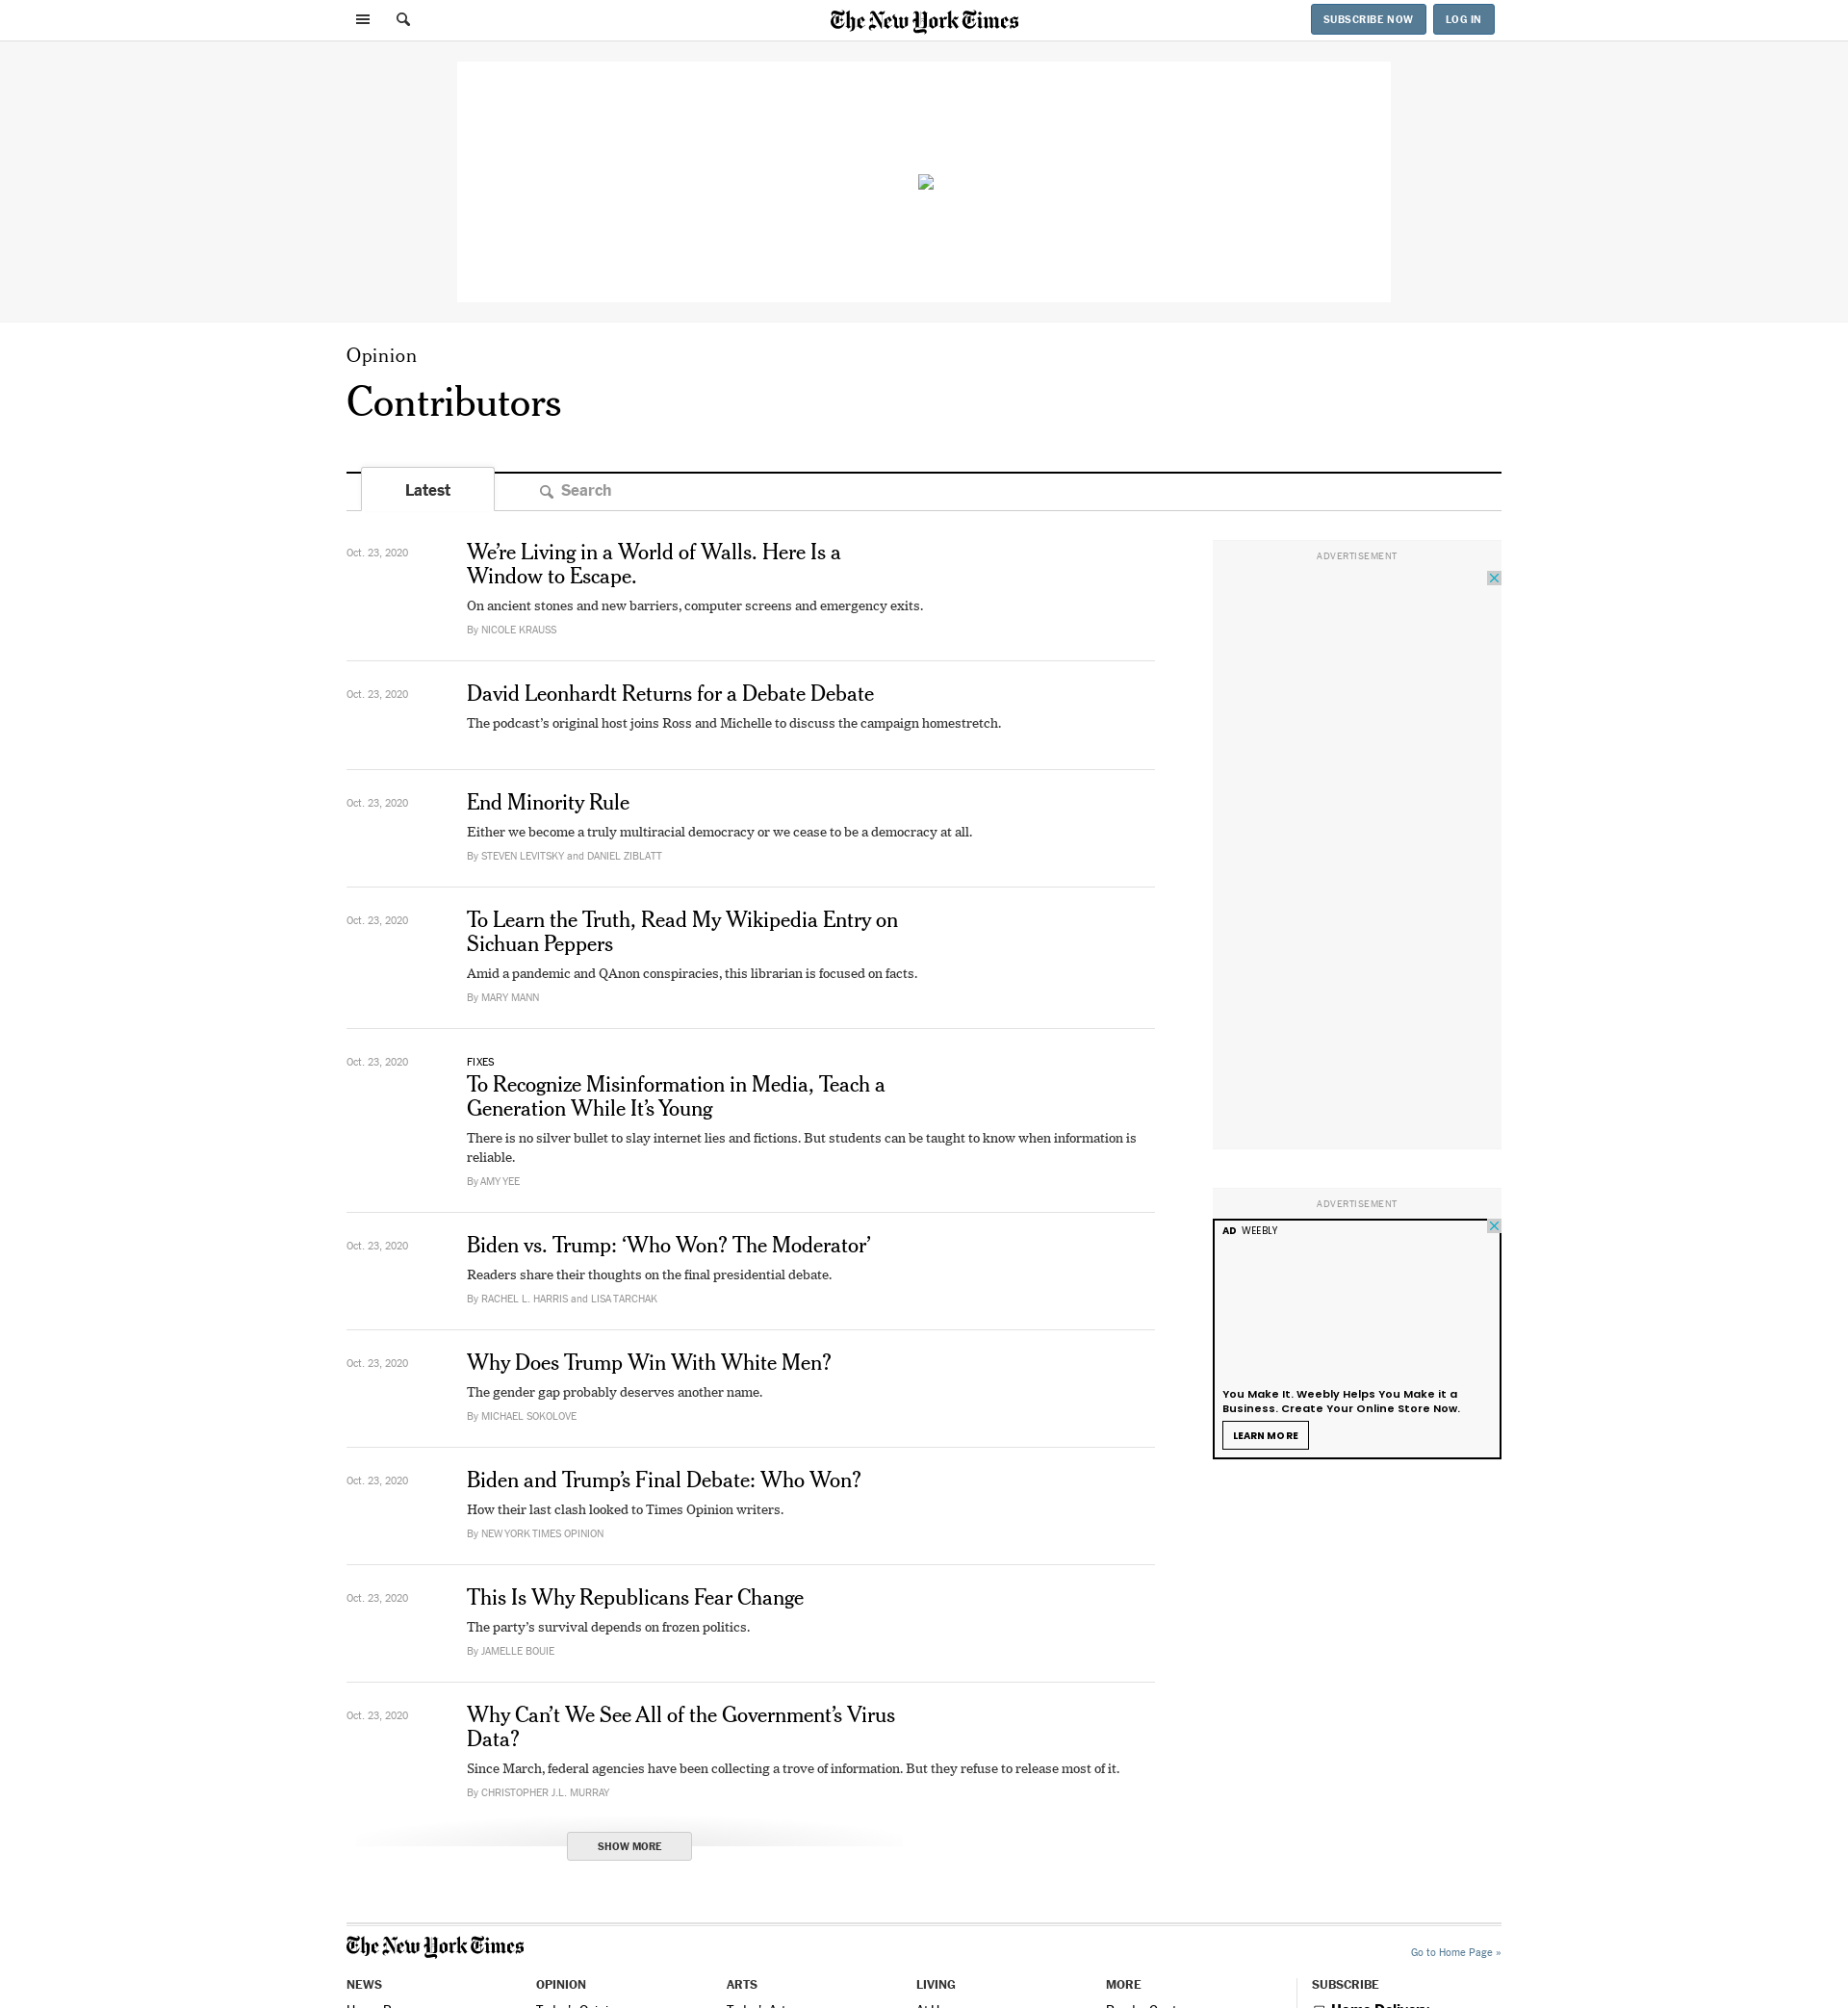 The New York Times
SUBSCRIBE NOW
LOG IN
Opinion
Contributors
Latest
Search
Oct. 23, 2020
We’re Living in a World of Walls. Here Is a
Window to Escape.
On ancient stones and new barriers, computer screens and emergency exits.
By NICOLE KRAUSS
Oct. 23, 2020
David Leonhardt Returns for a Debate Debate
The podcast’s original host joins Ross and Michelle to discuss the campaign homestretch.
Oct. 23, 2020
End Minority Rule
Either we become a truly multiracial democracy or we cease to be a democracy at all.
By STEVEN LEVITSKY and DANIEL ZIBLATT
Oct. 23, 2020
To Learn the Truth, Read My Wikipedia Entry on
Sichuan Peppers
Amid a pandemic and QAnon conspiracies, this librarian is focused on facts.
By MARY MANN
Oct. 23, 2020
FIXES
To Recognize Misinformation in Media, Teach a
Generation While It’s Young
There is no silver bullet to slay internet lies and fictions. But students can be taught to know when information is
reliable.
By AMY YEE
Oct. 23, 2020
Biden vs. Trump: ‘Who Won? The Moderator’
Readers share their thoughts on the final presidential debate.
By RACHEL L. HARRIS and LISA TARCHAK
Oct. 23, 2020
Why Does Trump Win With White Men?
The gender gap probably deserves another name.
By MICHAEL SOKOLOVE
Oct. 23, 2020
Biden and Trump’s Final Debate: Who Won?
How their last clash looked to Times Opinion writers.
By NEW YORK TIMES OPINION
Oct. 23, 2020
This Is Why Republicans Fear Change
The party’s survival depends on frozen politics.
By JAMELLE BOUIE
Oct. 23, 2020
Why Can’t We See All of the Government’s Virus
Data?
Since March, federal agencies have been collecting a trove of information. But they refuse to release most of it.
By CHRISTOPHER J.L. MURRAY
SHOW MORE
ADVERTISEMENT
ADVERTISEMENT
AD WEEBLY
You Make It. Weebly Helps You Make it a
Business. Create Your Online Store Now.
LEARN MORE
The New York Times
Go to Home Page »
NEWS
OPINION
ARTS
LIVING
MORE
SUBSCRIBE
Home Delivery